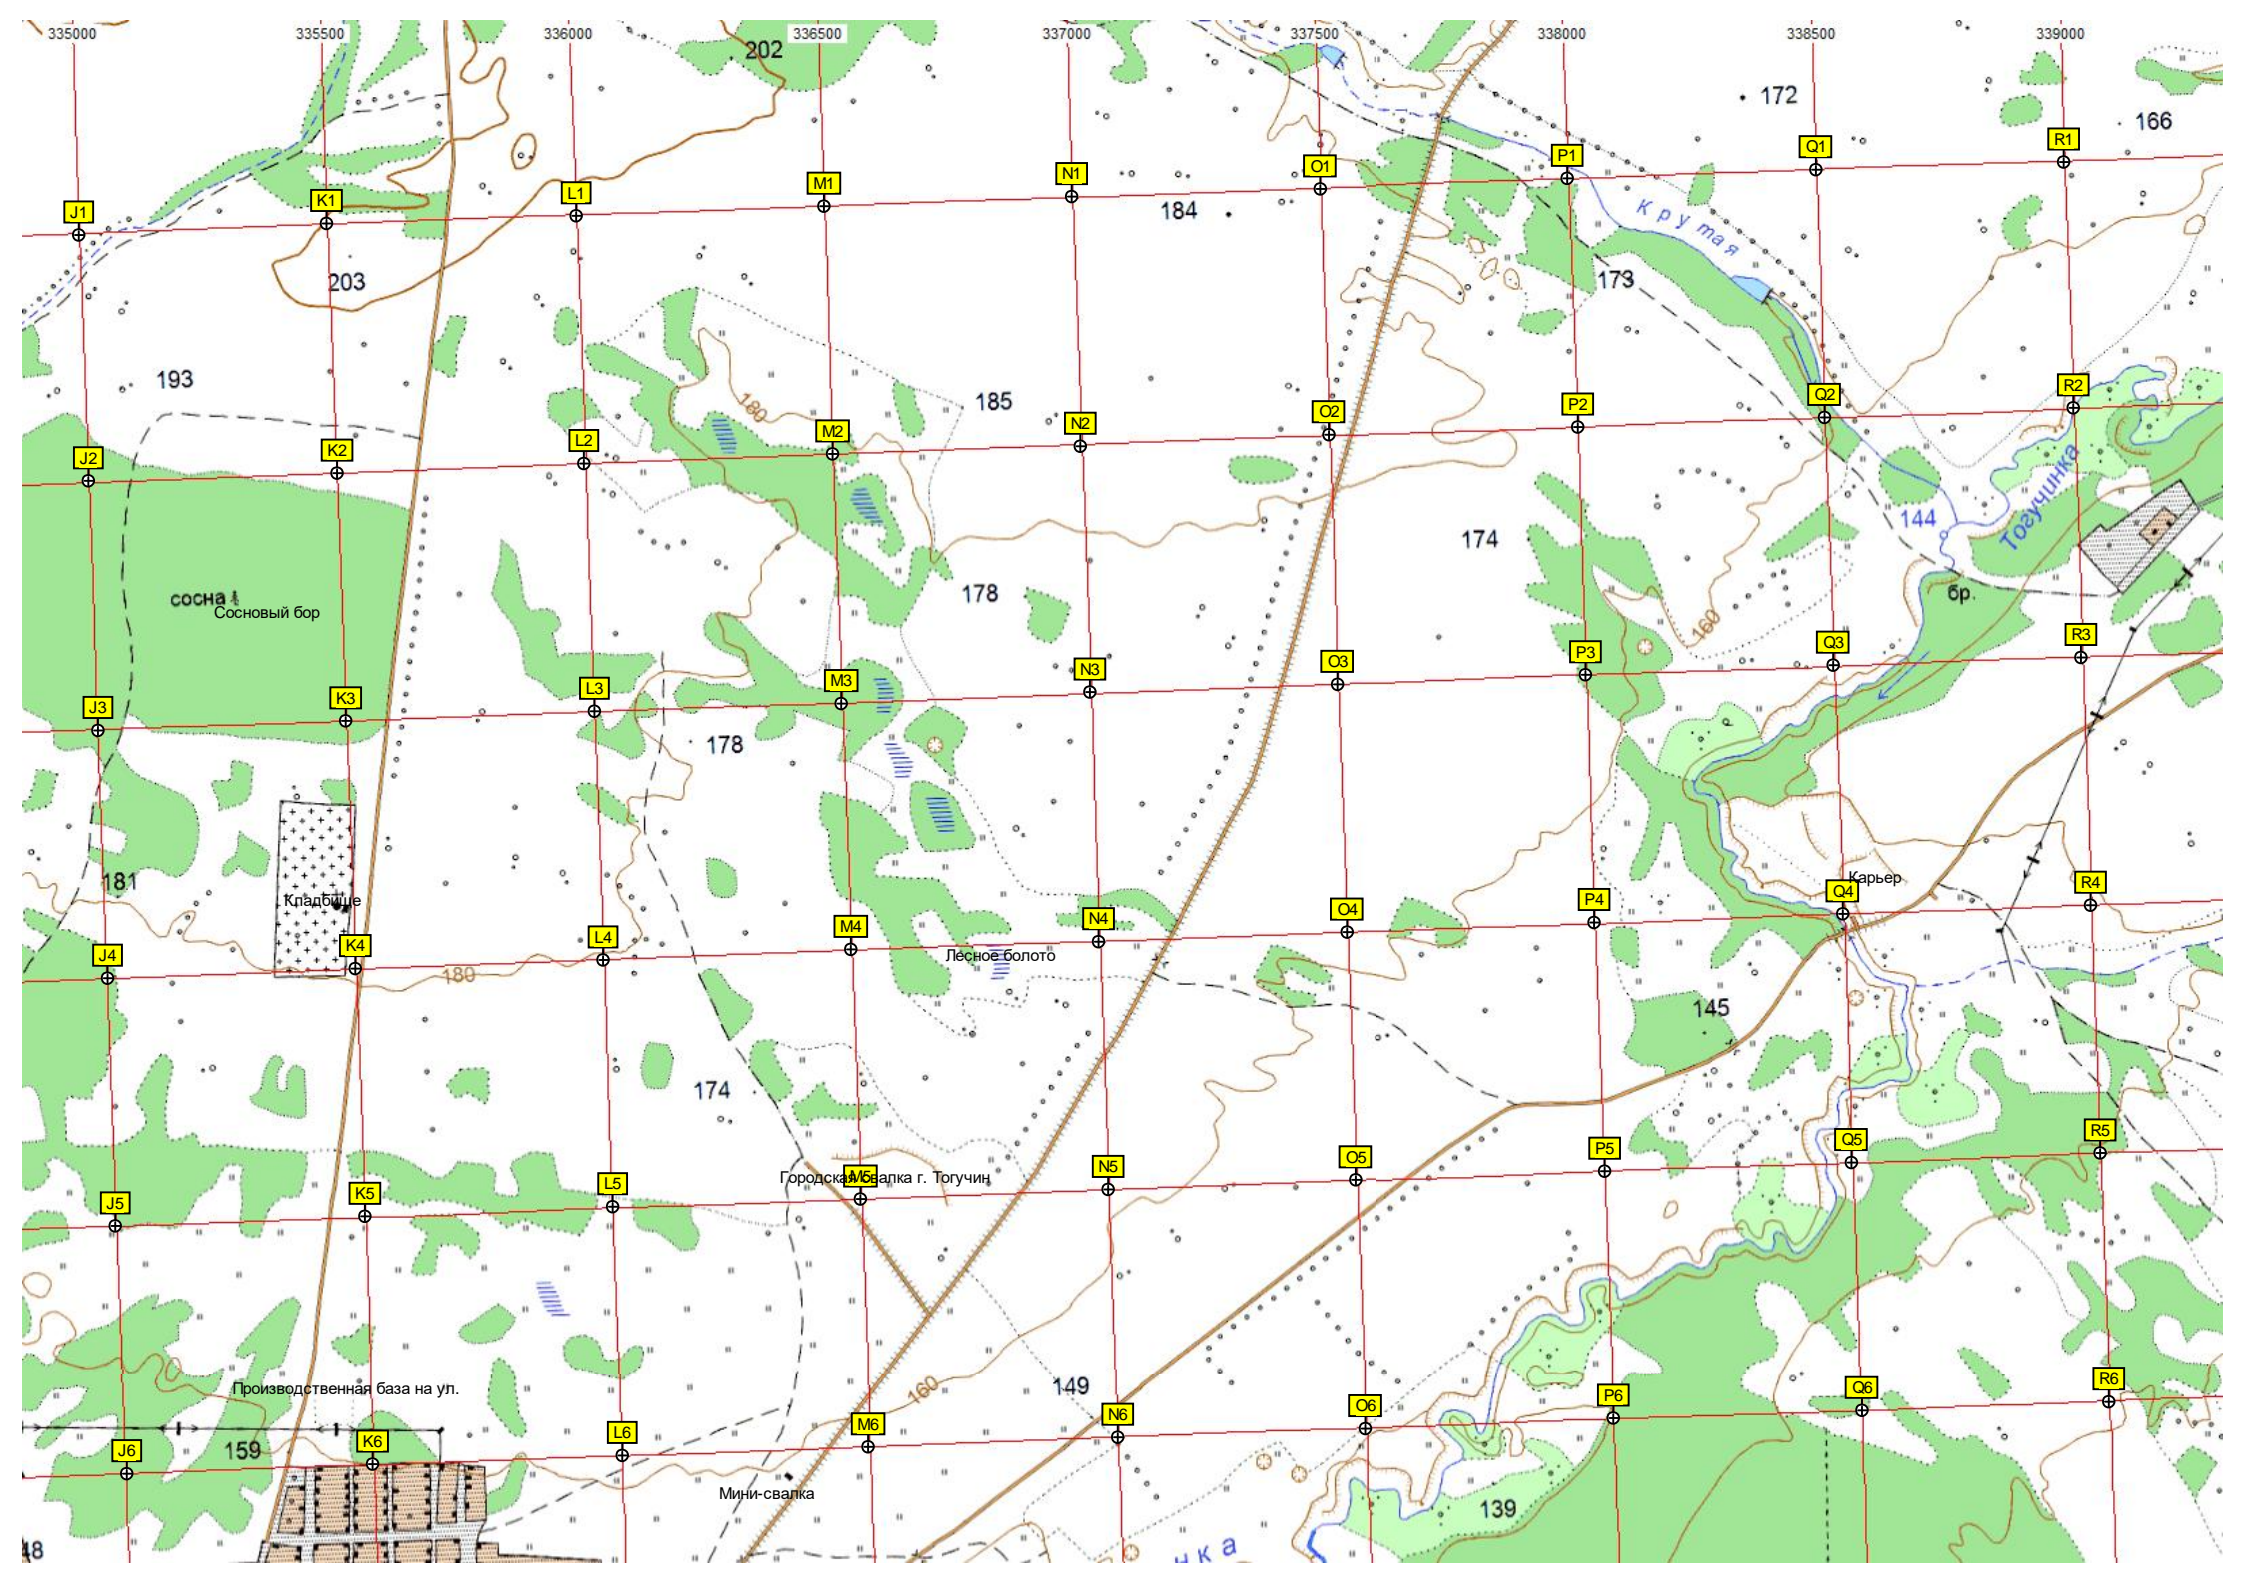 335000 335500 336000 336500 337000 337500 338000 338500 339000
202
172
166
J1 K1 L1 M1 N1 O1 P1 Q1 R1
184
Крутая
203
173
193
180
185
J2 K2 L2 M2 N2 O2 P2 Q2 R2
Тогучинка
144
174
сосна
Сосновый бор
178
бр.
160
J3 K3 L3 M3 N3 O3 P3 Q3 R3
178
181
Кладбище
Карьер
J4 K4 L4 M4 N4 O4 P4 Q4 R4
Лесное болото
180
145
174
Городская свалка г. Тогучин
J5 K5 L5 M5 N5 O5 P5 Q5 R5
Производственная база на ул.
160
149
J6 K6 L6 M6 N6 O6 P6 Q6 R6
159
Мини-свалка
139
48
чка